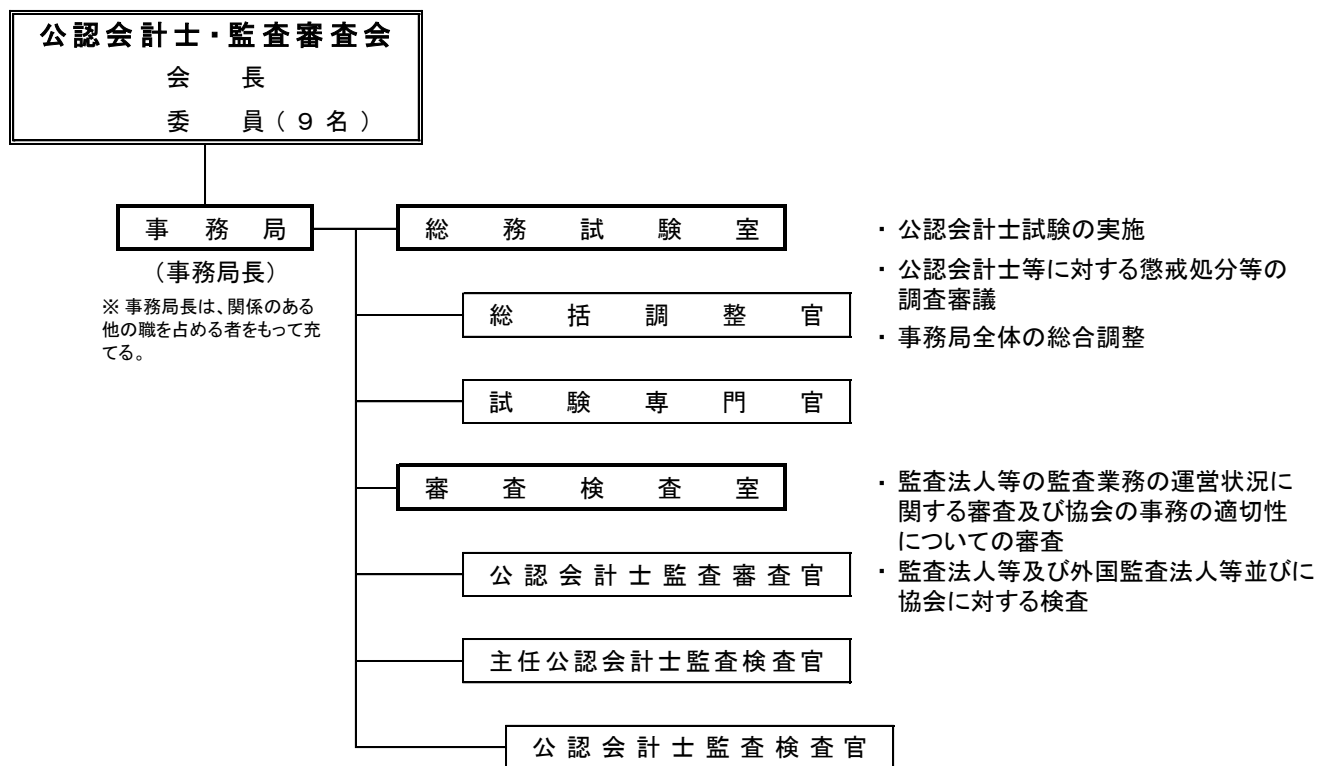 公認会計士・監査審査会
会長
委員(9名)
事務局
(事務局長)
※ 事務局長は、関係のある
他の職を占める者をもって充
てる。
総務試験室
・ 公認会計士試験の実施
・ 公認会計士等に対する懲戒処分等の
調査審議
・ 事務局全体の総合調整
総括調整官
試験専門官
審査検査室
・ 監査法人等の監査業務の運営状況に
関する審査及び協会の事務の適切性
についての審査
・ 監査法人等及び外国監査法人等並びに
協会に対する検査
公認会計士監査審査官
主任公認会計士監査検査官
公認会計士監査検査官